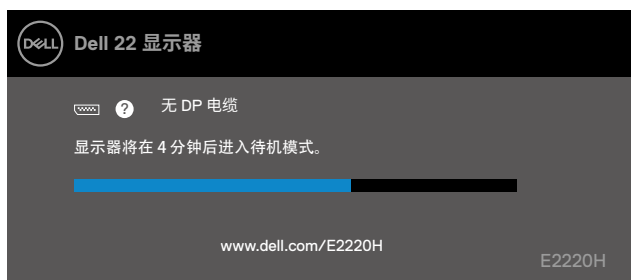 DELL Dell 22 显示器
? 无 DP 电缆
显示器将在 4 分钟后进入待机模式。
www.dell.com/E2220H
E2220H